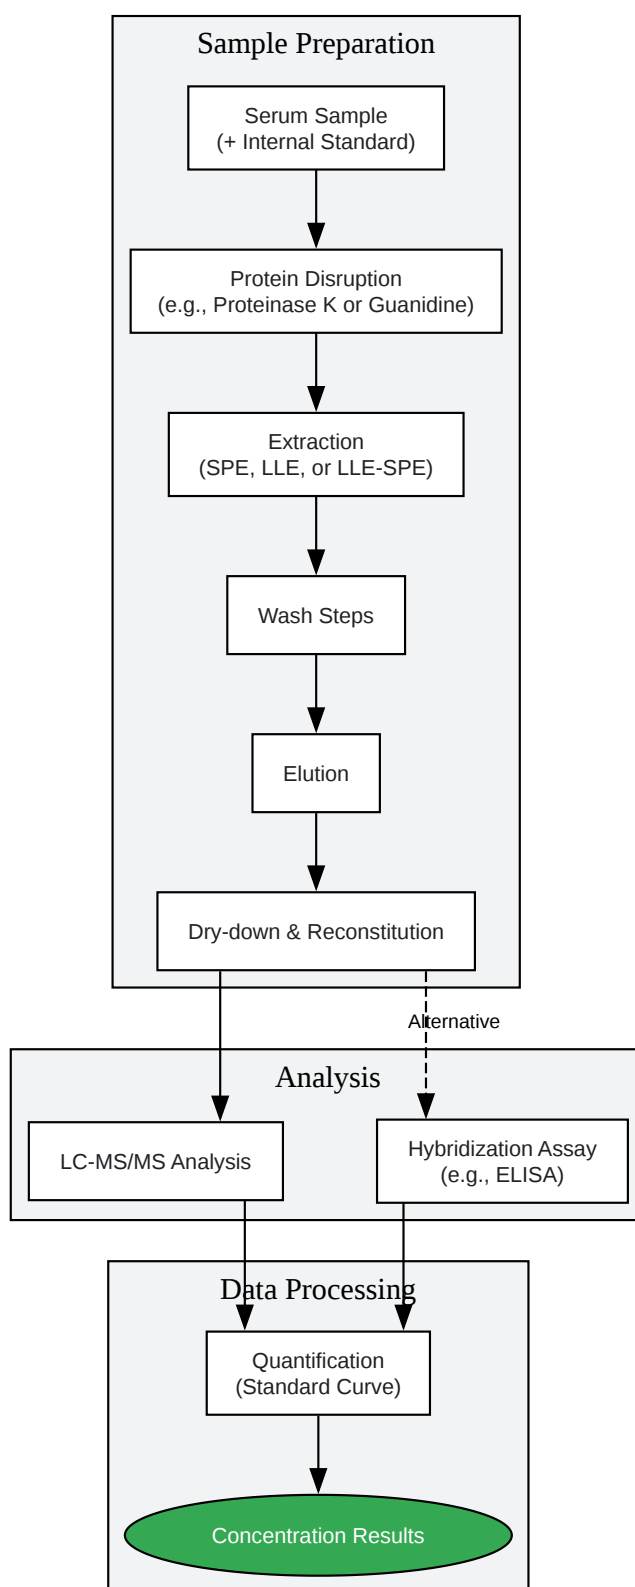 Sample Preparation
Serum Sample
(+ Internal Standard)
Protein Disruption
(e.g., Proteinase K or Guanidine)
Extraction
(SPE, LLE, or LLE-SPE)
Wash Steps
Elution
Dry-down & Reconstitution
Alternative
Analysis
LC-MS/MS Analysis
Hybridization Assay
(e.g., ELISA)
Data Processing
Quantification
(Standard Curve)
Concentration Results